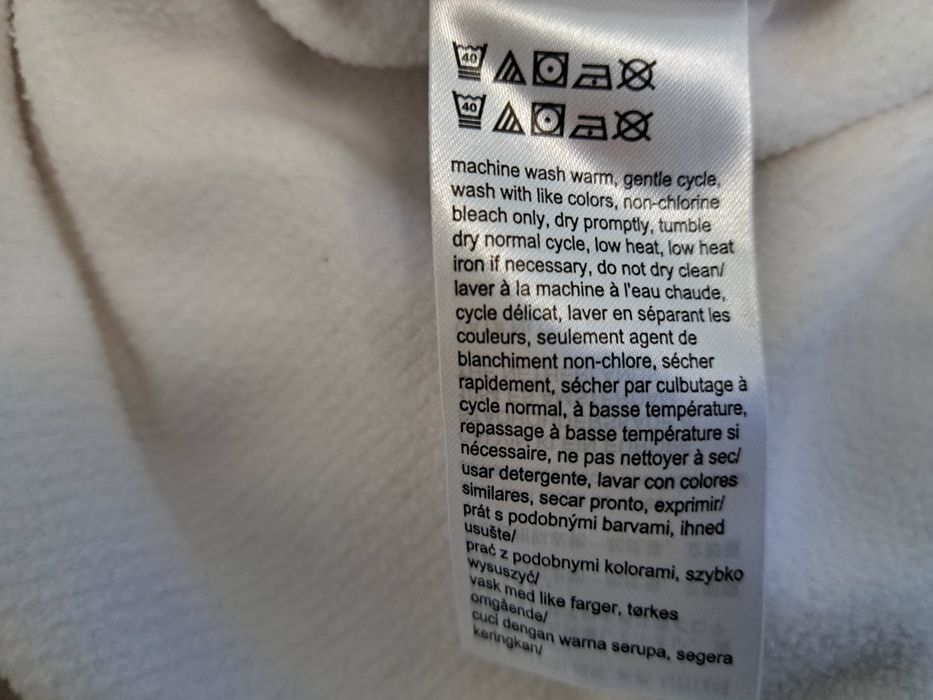 40
40
machine wash warm, gentle cycle,
wash with like colors, non-chlorine
bleach only, dry promptly, tumble
dry normal cycle, low heat, low heat
iron if necessary, do not dry clean/
laver à la machine à l'eau chaude,
cycle délicat, laver en séparant les
couleurs, seulement agent de
blanchiment non-chlore, sécher
rapidement, sécher par culbutage à
cycle normal, à basse température,
repassage à basse température si
nécessaire, ne pas nettoyer à sec/
usar detergente, lavar con colores
similares, secar pronto, exprimir/
prát s podobnými barvami, ihned
usušte/
prać z podobnymi kolorami, szybko
wysuszyć/
vask med like farger, tørkes
omgående/
cuci dengan warna serupa, segera
keringkan/